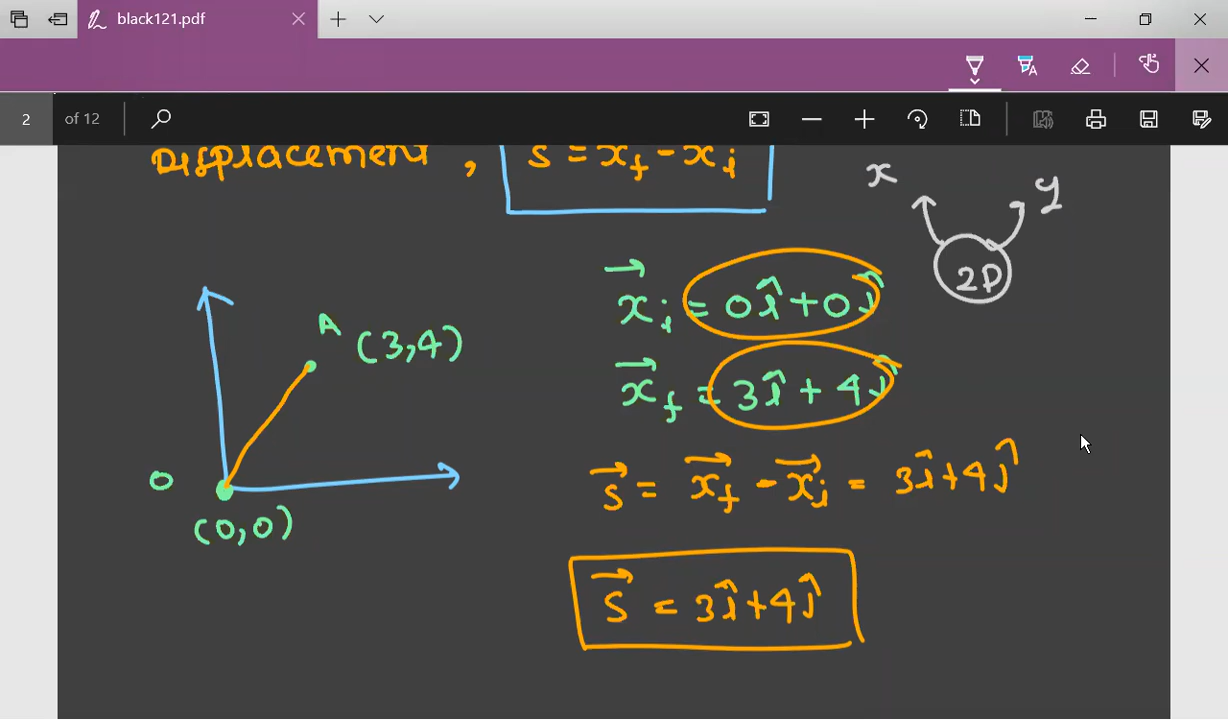 black121.pdf
2 of 12
Displacement, s = x_f - x_i
x
y
2D
x⃗_i = 0î + 0ĵ
A (3,4)
x⃗_f = 3î + 4ĵ
s⃗ = x⃗_f - x⃗_i = 3î + 4ĵ
O
(0,0)
s⃗ = 3î + 4ĵ